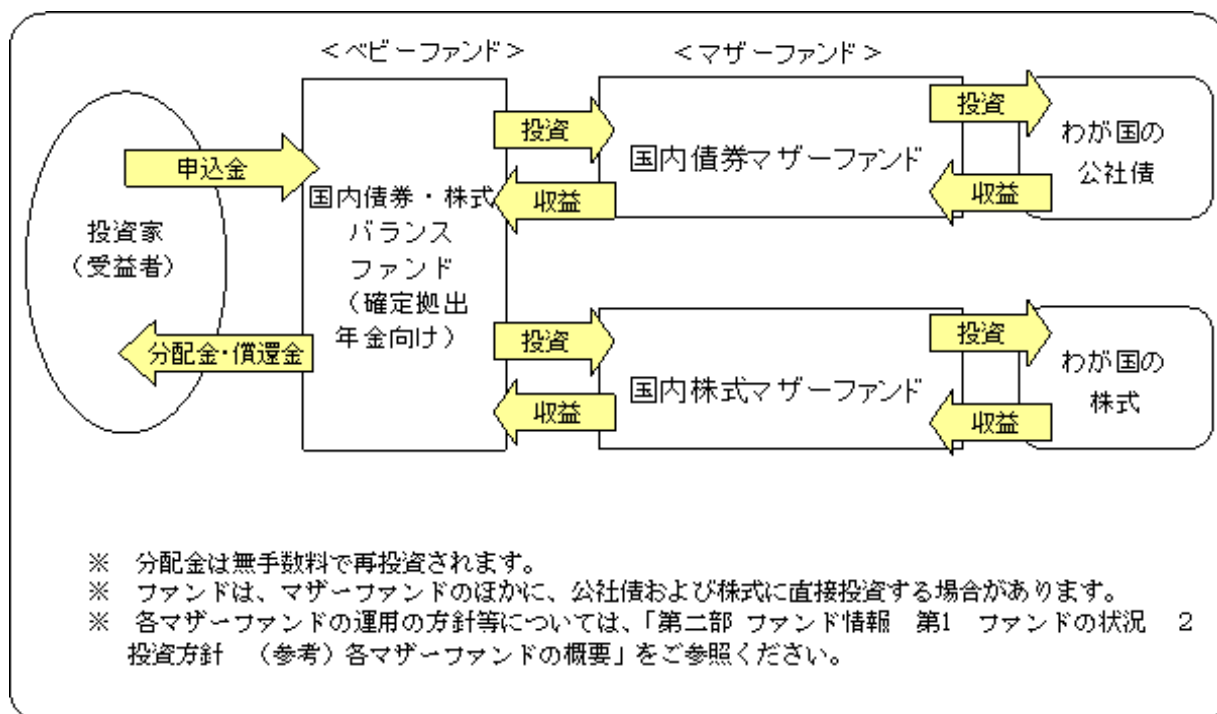 ＜ベビーファンド＞
＜マザーファンド＞
申込金
投資家
（受益者）
分配金・償還金
国内債券・株式
バランス
ファンド
（確定拠出
年金向け）
投資
収益
国内債券マザーファンド
投資
収益
わが国の
公社債
投資
収益
国内株式マザーファンド
投資
収益
わが国の
株式
※　分配金は無手数料で再投資されます。
※　ファンドは、マザーファンドのほかに、公社債および株式に直接投資する場合があります。
※　各マザーファンドの運用の方針等については、「第二部 ファンド情報　第1　ファンドの状況　2
投資方針　（参考）各マザーファンドの概要」をご参照ください。